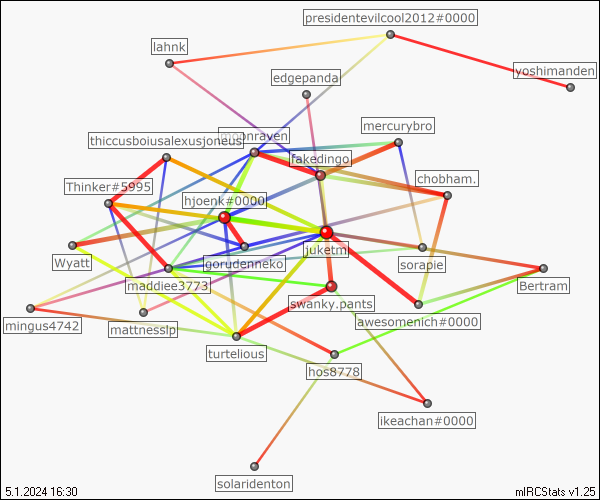 presidentevilcool2012#0000
lahnk
yoshimanden
edgepanda
mercurybro
moonraven
thiccusboiusalexusjoneus
fakedingo
chobham.
Thinker#5995
hjoenk#0000
juketm
Wyatt
gorudenneko
sorapie
maddiee3773
Bertram
swanky.pants
mingus4742
mattnesslp
awesomenich#0000
turtelious
hos8778
ikeachan#0000
solaridenton
5.1.2024 16:30
mIRCStats v1.25